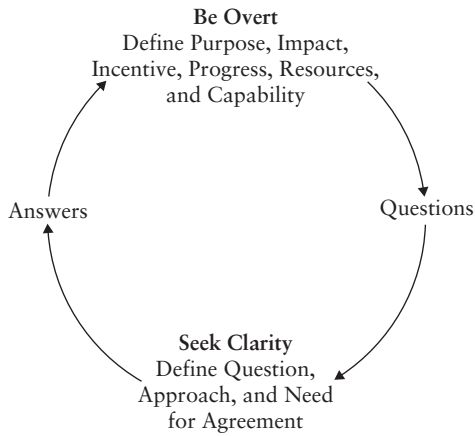 Be Overt
Define Purpose, Impact,
Incentive, Progress, Resources,
and Capability
Answers
Questions
Seek Clarity
Define Question,
Approach, and Need
for Agreement